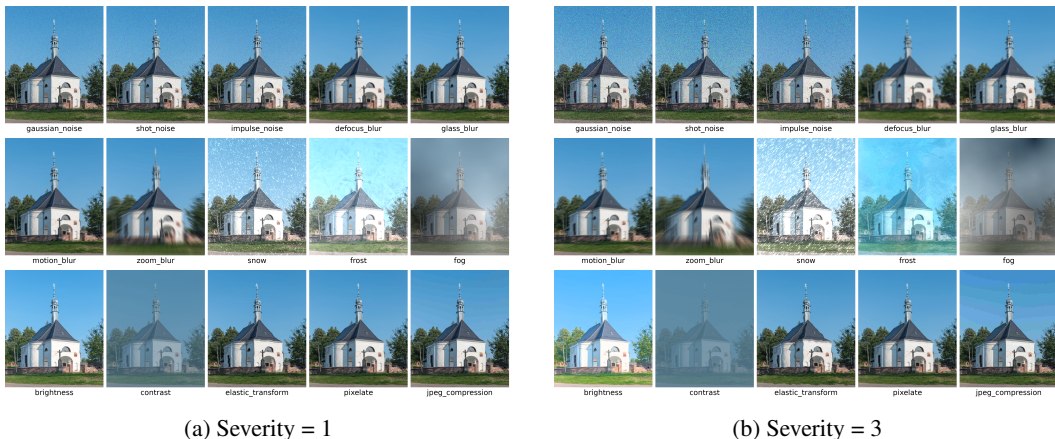 gaussian_noise shot_noise impulse_noise defocus_blur glass_blur
motion_blur zoom_blur snow frost fog
brightness contrast elastic_transform pixelate jpeg_compression
(a) Severity = 1
gaussian_noise shot_noise impulse_noise defocus_blur glass_blur
motion_blur zoom_blur snow frost fog
brightness contrast elastic_transform pixelate jpeg_compression
(b) Severity = 3